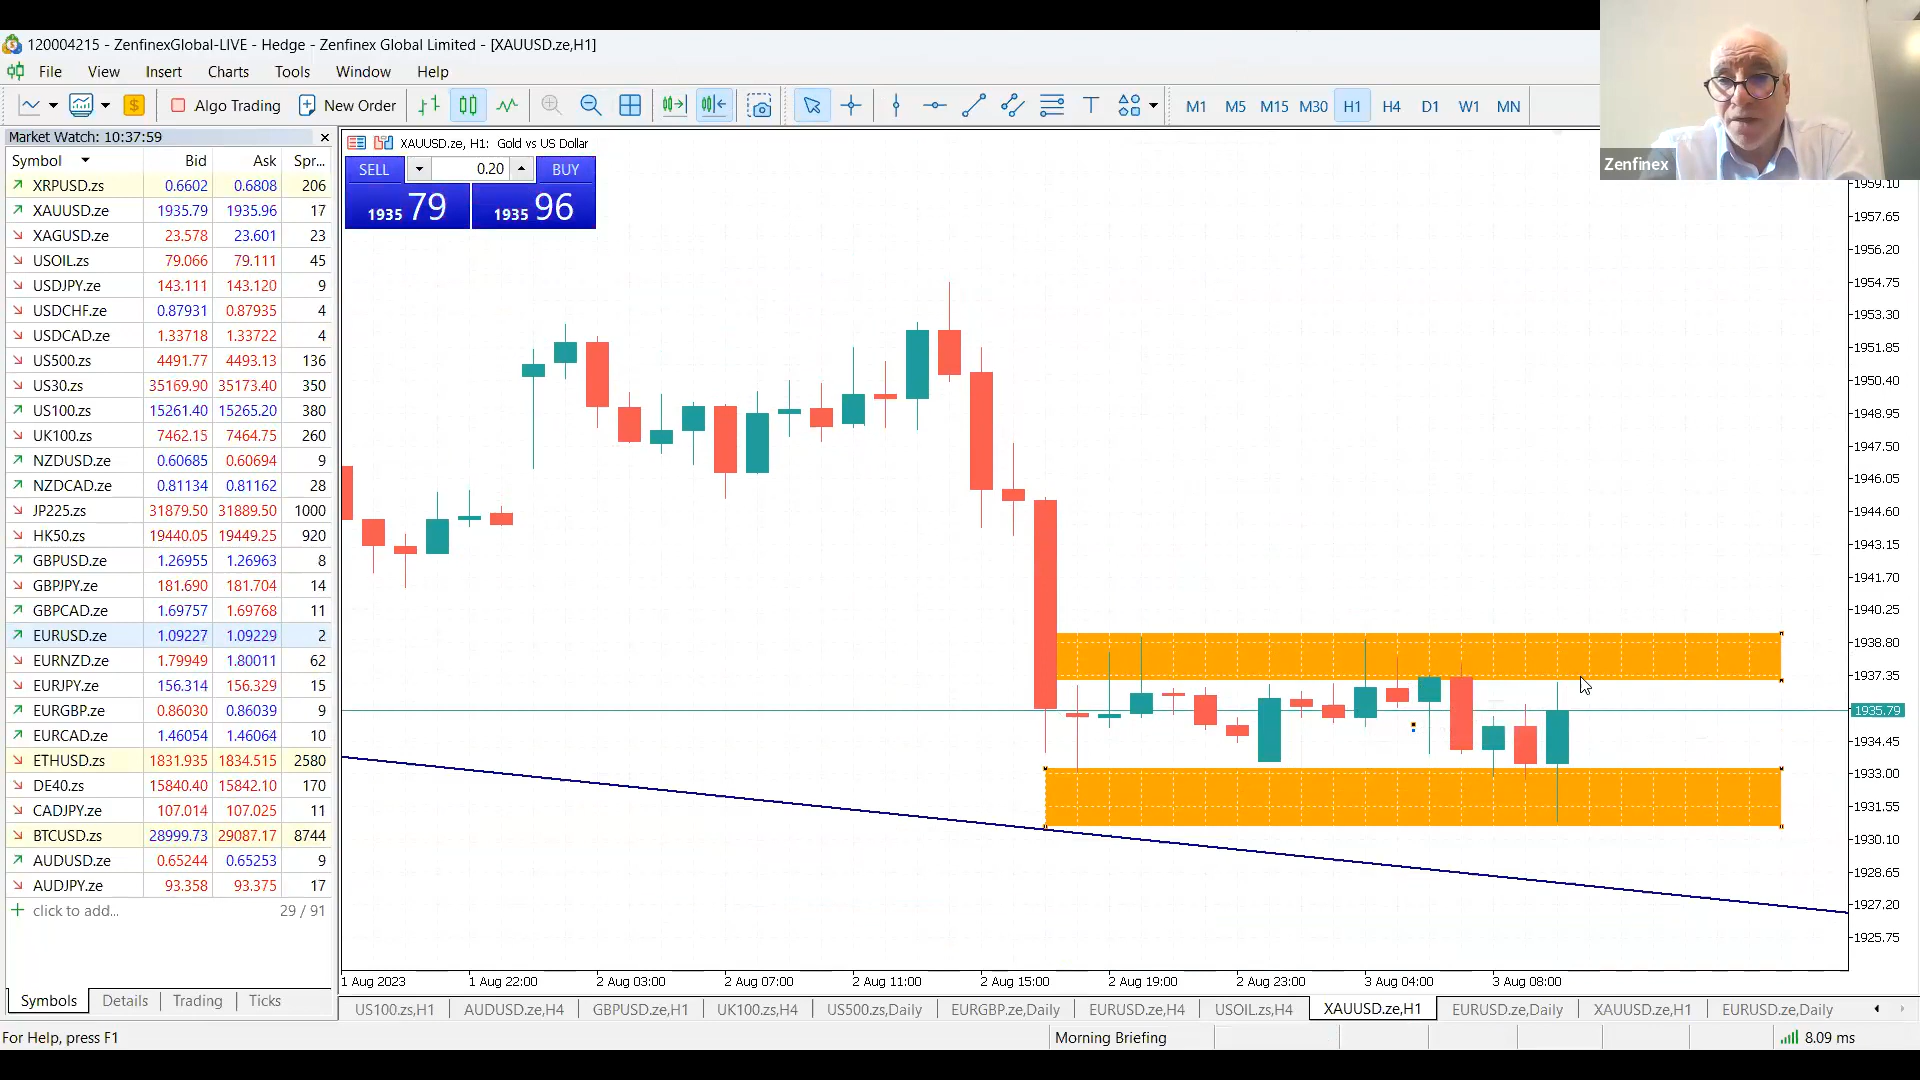 120004215 - ZenfinexGlobal-LIVE - Hedge - Zenfinex Global Limited - [XAUUSD.ze,H1]
File View Insert Charts Tools Window Help
Algo Trading New Order T M1 M5 M15 M30 H1 H4 D1 W1 MN
Market Watch: 10:37:59
Symbol Bid Ask Spr...
XRPUSD.zs 0.6602 0.6808 206
XAUUSD.ze 1935.79 1935.96 17
XAGUSD.ze 23.578 23.601 23
USOIL.zs 79.066 79.111 45
USDJPY.ze 143.111 143.120 9
USDCHF.ze 0.87931 0.87935 4
USDCAD.ze 1.33718 1.33722 4
US500.zs 4491.77 4493.13 136
US30.zs 35169.90 35173.40 350
US100.zs 15261.40 15265.20 380
UK100.zs 7462.15 7464.75 260
NZDUSD.ze 0.60685 0.60694 9
NZDCAD.ze 0.81134 0.81162 28
JP225.zs 31879.50 31889.50 1000
HK50.zs 19440.05 19449.25 920
GBPUSD.ze 1.26955 1.26963 8
GBPJPY.ze 181.690 181.704 14
GBPCAD.ze 1.69757 1.69768 11
EURUSD.ze 1.09227 1.09229 2
EURNZD.ze 1.79949 1.80011 62
EURJPY.ze 156.314 156.329 15
EURGBP.ze 0.86030 0.86039 9
EURCAD.ze 1.46054 1.46064 10
ETHUSD.zs 1831.935 1834.515 2580
DE40.zs 15840.40 15842.10 170
CADJPY.ze 107.014 107.025 11
BTCUSD.zs 28999.73 29087.17 8744
AUDUSD.ze 0.65244 0.65253 9
AUDJPY.ze 93.358 93.375 17
click to add... 29 / 91
Symbols Details Trading Ticks
XAUUSD.ze, H1: Gold vs US Dollar
SELL 0.20 BUY
1935 79 1935 96
Zenfinex
1959.10
1957.65
1956.20
1954.75
1953.30
1951.85
1950.40
1948.95
1947.50
1946.05
1944.60
1943.15
1941.70
1940.25
1938.80
1937.35
1935.79
1934.45
1933.00
1931.55
1930.10
1928.65
1927.20
1925.75
1 Aug 2023 1 Aug 22:00 2 Aug 03:00 2 Aug 07:00 2 Aug 11:00 2 Aug 15:00 2 Aug 19:00 2 Aug 23:00 3 Aug 04:00 3 Aug 08:00
US100.zs,H1 AUDUSD.ze,H4 GBPUSD.ze,H1 UK100.zs,H4 US500.zs,Daily EURGBP.ze,Daily EURUSD.ze,H4 USOIL.zs,H4 XAUUSD.ze,H1 EURUSD.ze,Daily XAUUSD.ze,H1 EURUSD.ze,Daily
For Help, press F1 Morning Briefing 8.09 ms